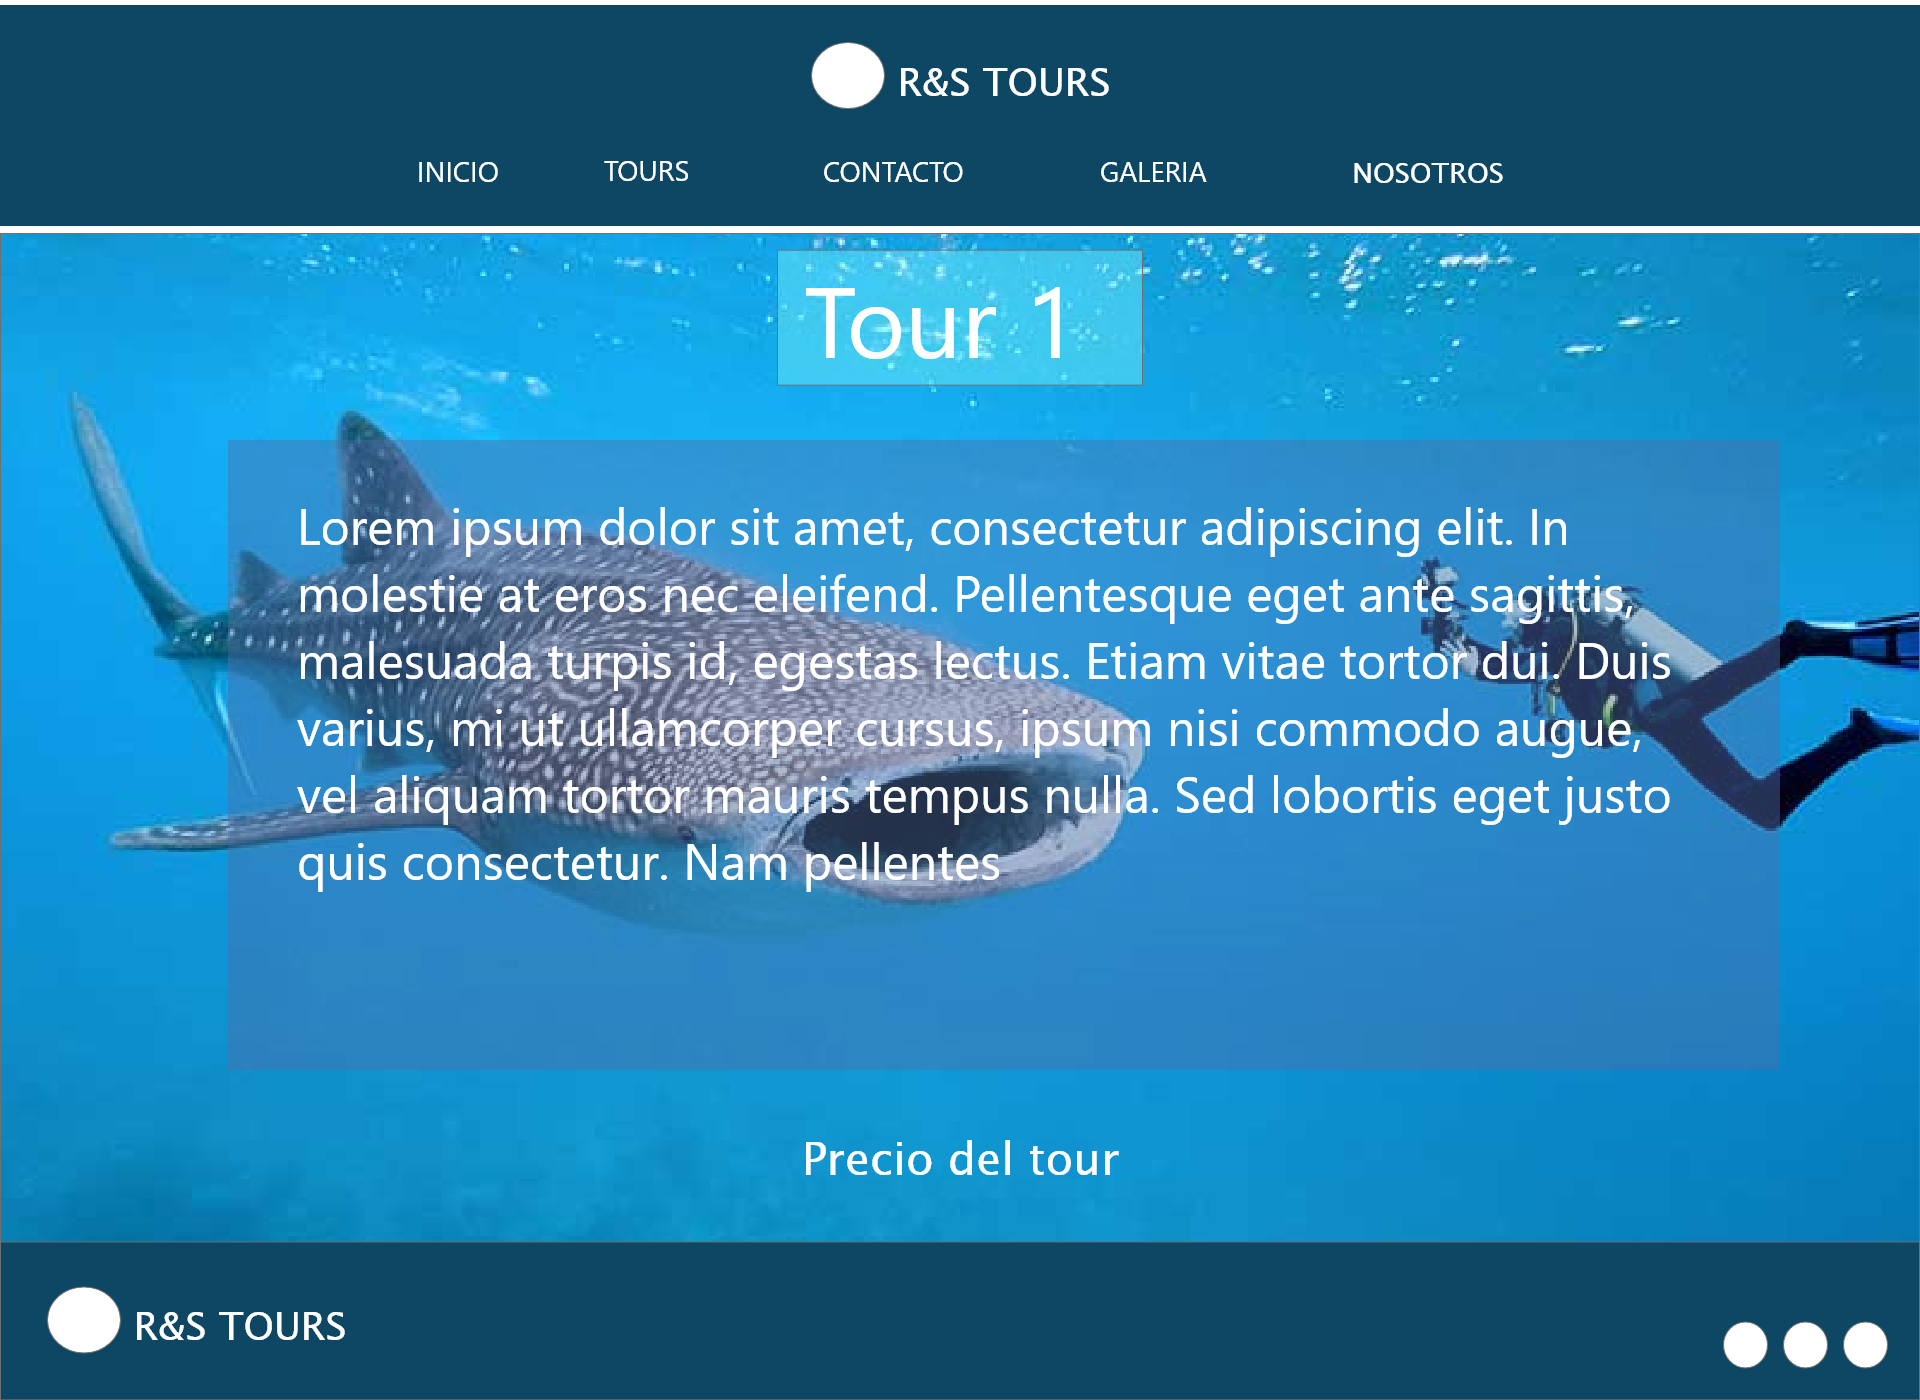 R&S TOURS
INICIO TOURS CONTACTO GALERIA NOSOTROS
Tour 1
Lorem ipsum dolor sit amet, consectetur adipiscing elit. In
molestie at eros nec eleifend. Pellentesque eget ante sagittis,
malesuada turpis id, egestas lectus. Etiam vitae tortor dui. Duis
varius, mi ut ullamcorper cursus, ipsum nisi commodo augue,
vel aliquam tortor mauris tempus nulla. Sed lobortis eget justo
quis consectetur. Nam pellentes
Precio del tour
R&S TOURS